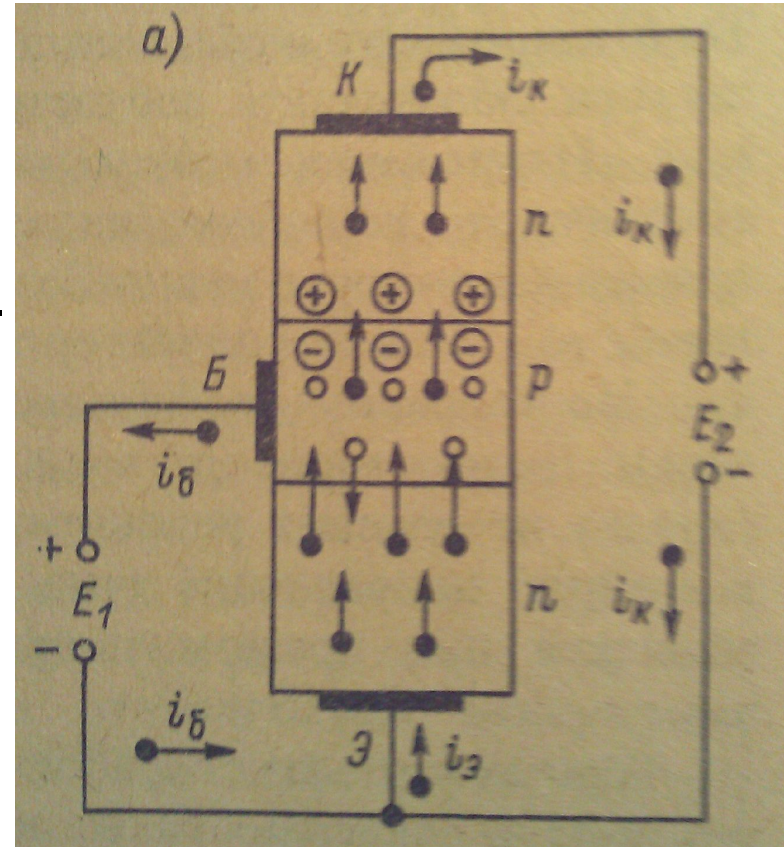 а)
К
iк
n
iк
+ + +
- - -
Б
р
+
E2
-
iб
+
E1
-
n
iк
iб
Э
iэ